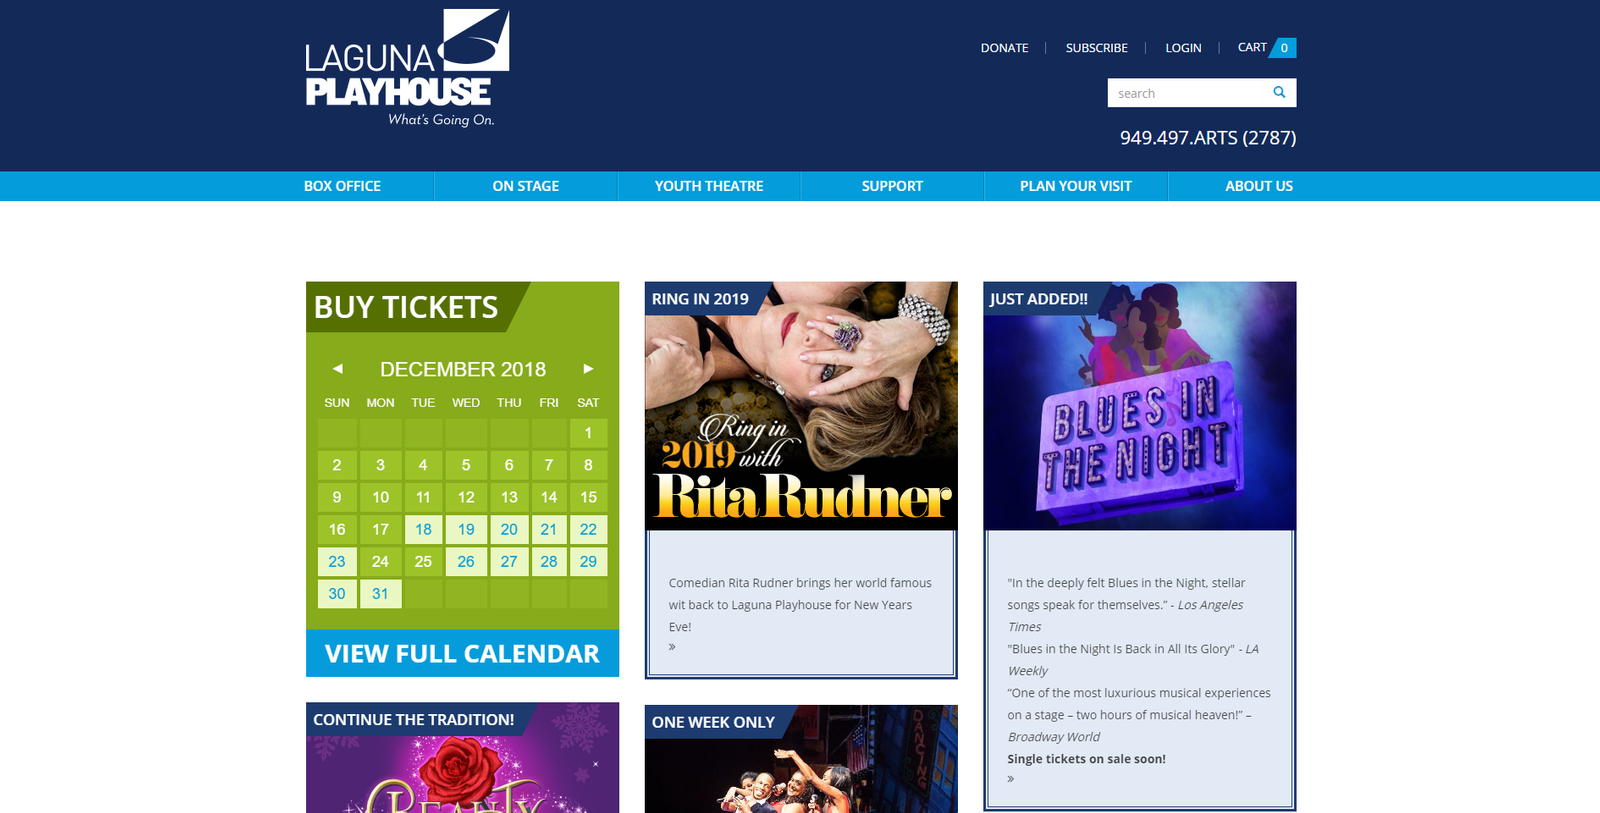 LAGUNA
PLAYHOUSE
What's Going On.
DONATE
SUBSCRIBE
LOGIN
CART 0
search
949.497.ARTS (2787)
BOX OFFICE
ON STAGE
YOUTH THEATRE
SUPPORT
PLAN YOUR VISIT
ABOUT US
BUY TICKETS
◄ DECEMBER 2018 ►
SUN MON TUE WED THU FRI SAT
1
2 3 4 5 6 7 8
9 10 11 12 13 14 15
16 17 18 19 20 21 22
23 24 25 26 27 28 29
30 31
VIEW FULL CALENDAR
RING IN 2019
Ring in
2019 with
Rita Rudner
Comedian Rita Rudner brings her world famous
wit back to Laguna Playhouse for New Years
Eve!
»
JUST ADDED!!
BLUES IN
THE NIGHT
"In the deeply felt Blues in the Night, stellar
songs speak for themselves.” - Los Angeles
Times
"Blues in the Night Is Back in All Its Glory" - LA
Weekly
“One of the most luxurious musical experiences
on a stage – two hours of musical heaven!” –
Broadway World
Single tickets on sale soon!
»
CONTINUE THE TRADITION!
BEAUTY
ONE WEEK ONLY
DANCING